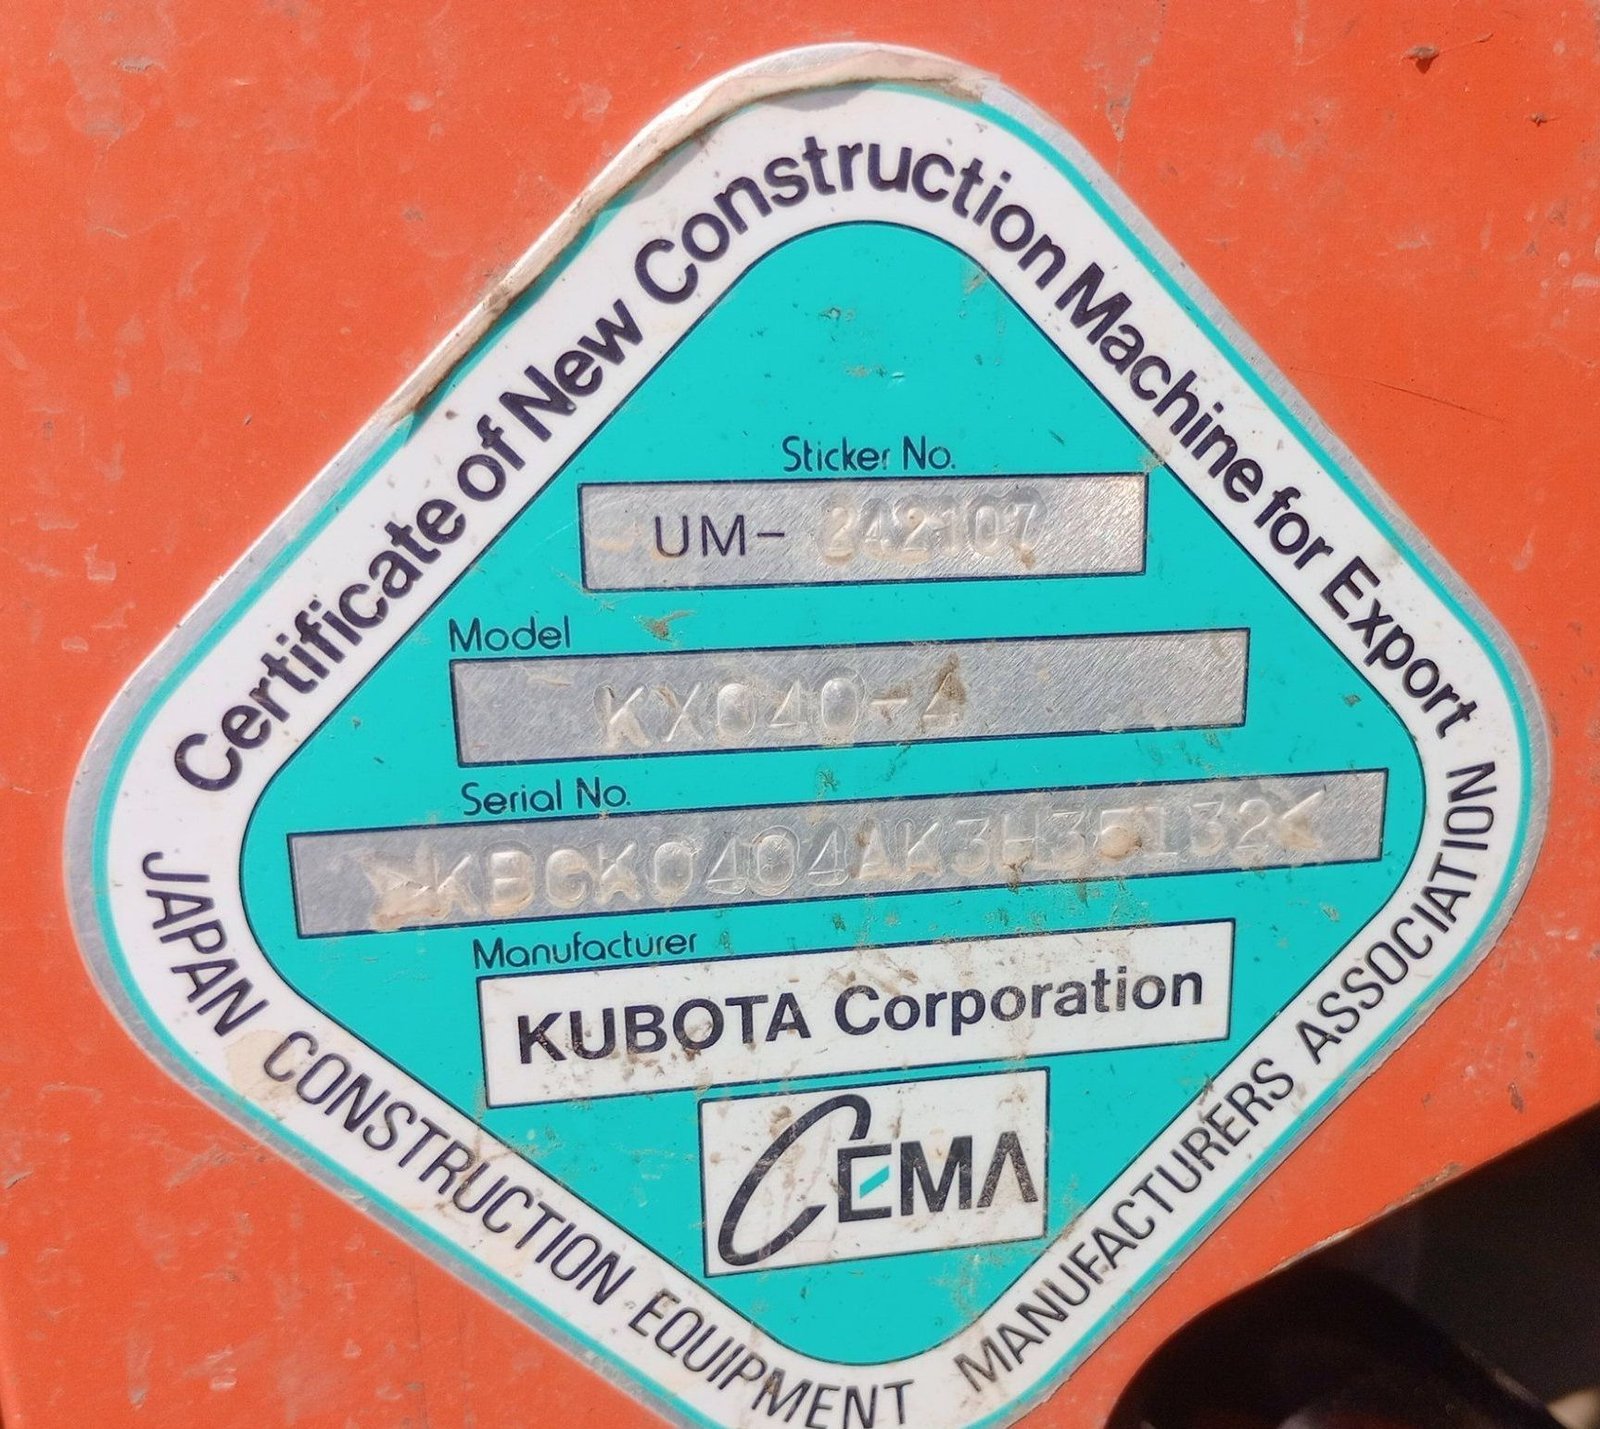 Certificate of New Construction Machine for Export
Sticker No.
UM- 242107
Model
KX040-4
Serial No.
KBCK0404AK3H35132
Manufacturer
KUBOTA Corporation
CEMA
JAPAN CONSTRUCTION EQUIPMENT MANUFACTURERS ASSOCIATION